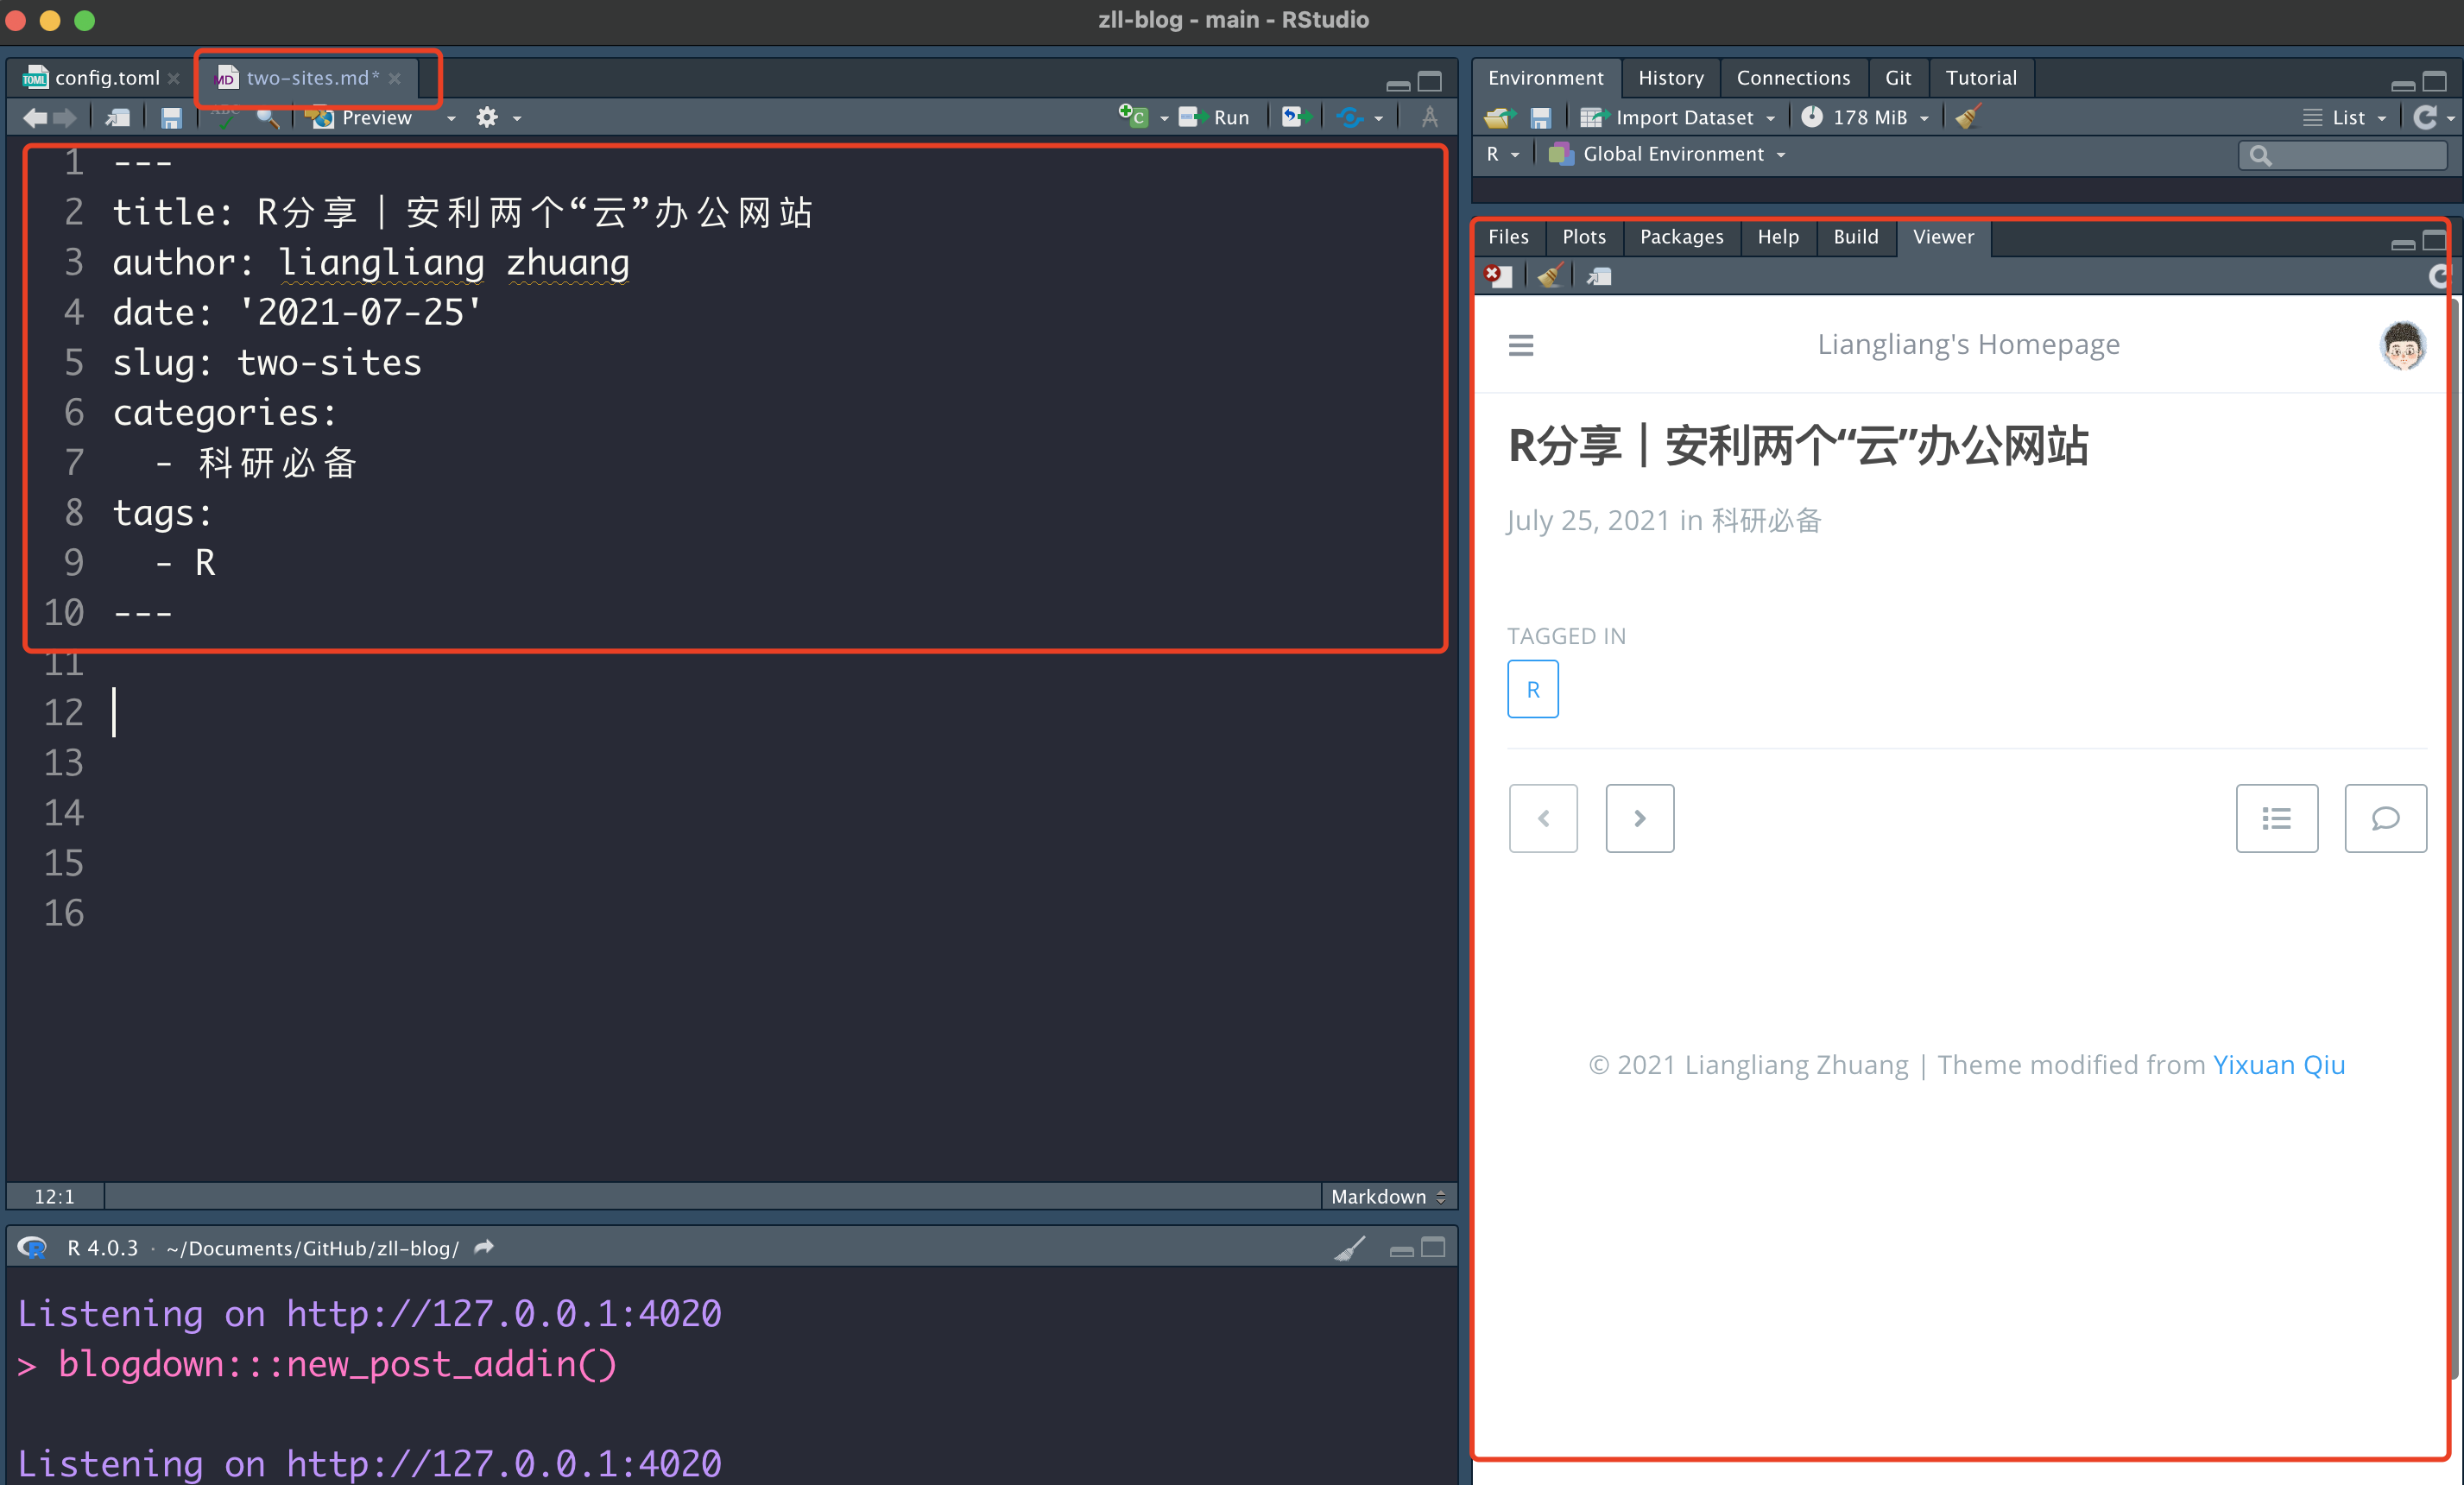 zll-blog - main - RStudio
config.toml
two-sites.md*
Preview
Run
1 ---
2 title: R分享｜安利两个“云”办公网站
3 author: liangliang zhuang
4 date: '2021-07-25'
5 slug: two-sites
6 categories:
7   - 科研必备
8 tags:
9   - R
10 ---
11
12
13
14
15
16
12:1
Markdown
R 4.0.3 · ~/Documents/GitHub/zll-blog/
Listening on http://127.0.0.1:4020
> blogdown:::new_post_addin()
Listening on http://127.0.0.1:4020
Environment History Connections Git Tutorial
Import Dataset 178 MiB List
R Global Environment
Files Plots Packages Help Build Viewer
Liangliang's Homepage
R分享｜安利两个“云”办公网站
July 25, 2021 in 科研必备
TAGGED IN
R
© 2021 Liangliang Zhuang | Theme modified from Yixuan Qiu